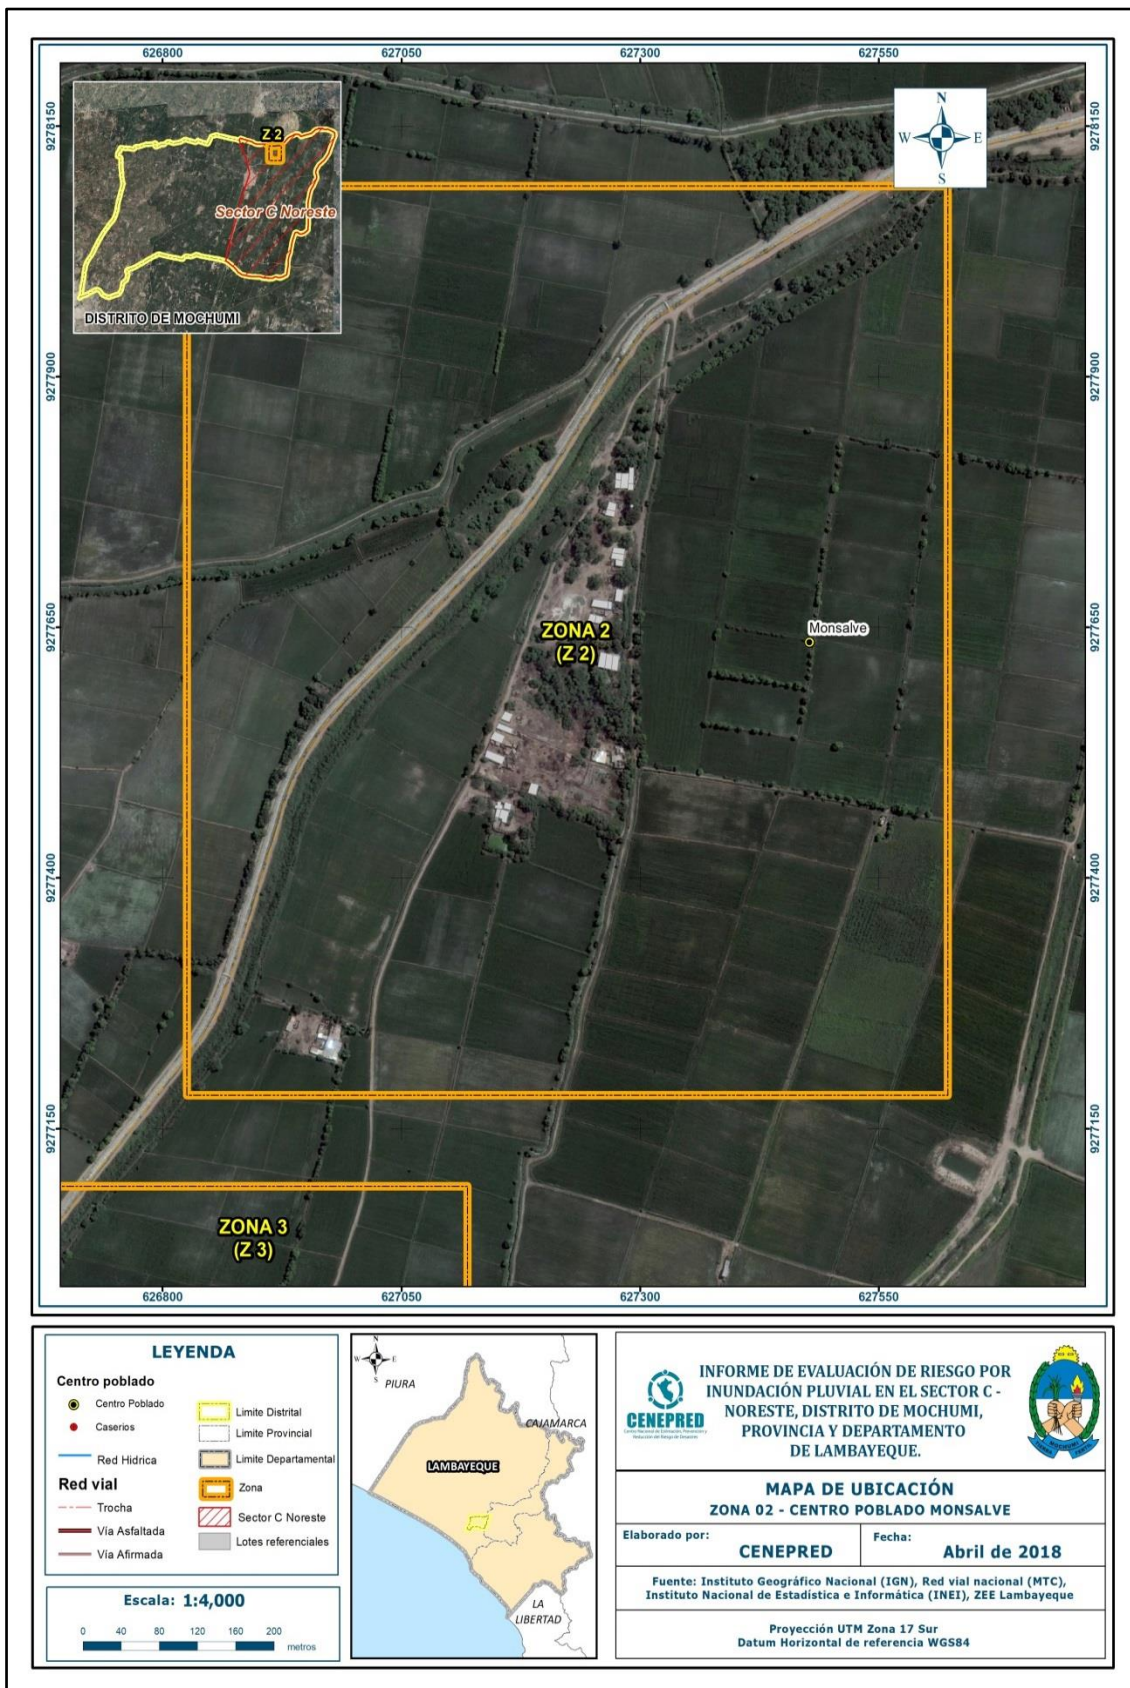 626800
627050
627300
627550
9278150
9278150
N
W E
S
Z 2
Sector C Noreste
DISTRITO DE MOCHUMI
9277900
9277900
9277650
9277650
ZONA 2
(Z 2)
Monsalve
9277400
9277400
9277150
9277150
ZONA 3
(Z 3)
626800
627050
627300
627550
LEYENDA
Centro poblado
Centro Poblado
Caserios
Red Hidrica
Red vial
Trocha
Vía Asfaltada
Vía Afirmada
Limite Distrital
Limite Provincial
Limite Departamental
Zona
Sector C Noreste
Lotes referenciales
Escala: 1:4,000
0 40 80 120 160 200
metros
N
W E
S
PIURA
CAJAMARCA
LAMBAYEQUE
LA
LIBERTAD
CENEPRED
INFORME DE EVALUACIÓN DE RIESGO POR
INUNDACIÓN PLUVIAL EN EL SECTOR C -
NORESTE, DISTRITO DE MOCHUMI,
PROVINCIA Y DEPARTAMENTO
DE LAMBAYEQUE.
MOCHUMI
MAPA DE UBICACIÓN
ZONA 02 - CENTRO POBLADO MONSALVE
Elaborado por:
CENEPRED
Fecha:
Abril de 2018
Fuente: Instituto Geográfico Nacional (IGN), Red vial nacional (MTC),
Instituto Nacional de Estadística e Informática (INEI), ZEE Lambayeque
Proyección UTM Zona 17 Sur
Datum Horizontal de referencia WGS84